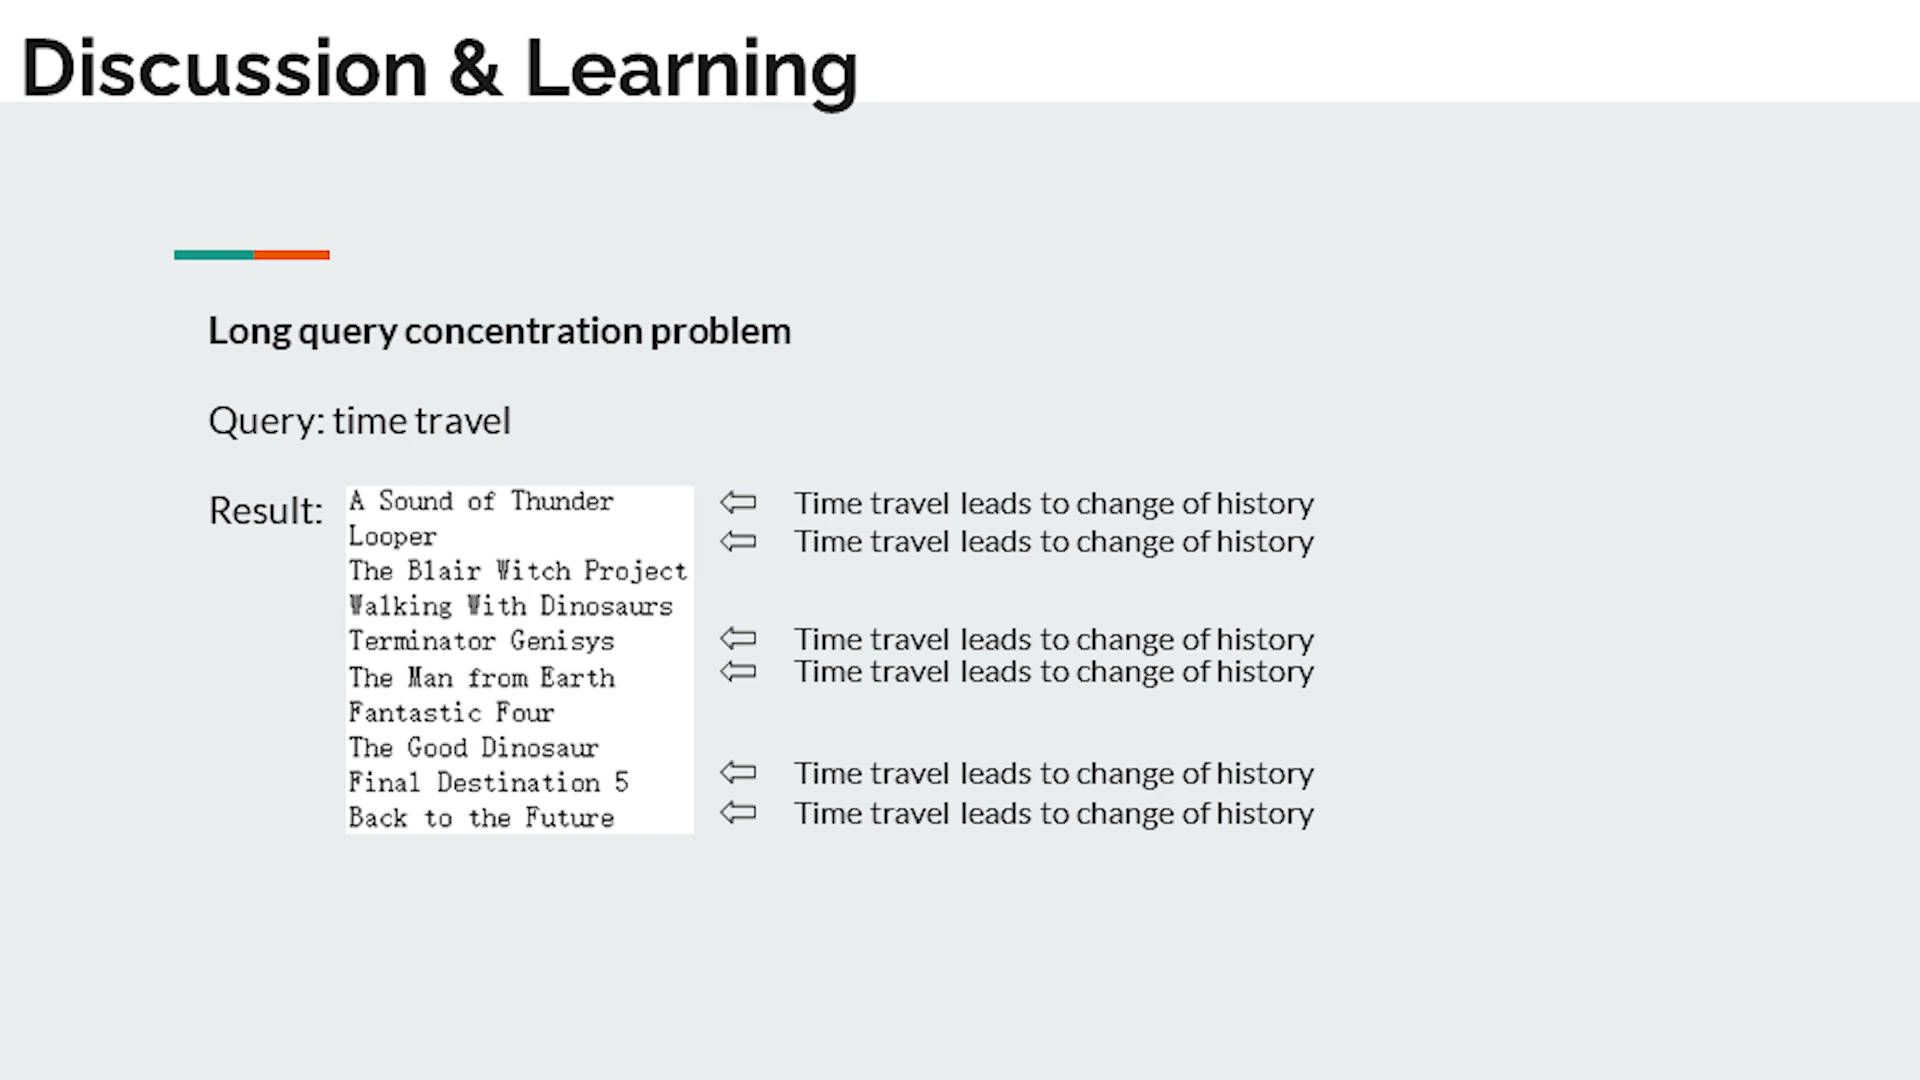 Discussion & Learning
Long query concentration problem
Query: time travel
Result:
A Sound of Thunder
Looper
The Blair Witch Project
Walking With Dinosaurs
Terminator Genisys
The Man from Earth
Fantastic Four
The Good Dinosaur
Final Destination 5
Back to the Future
⇦ Time travel leads to change of history
⇦ Time travel leads to change of history
⇦ Time travel leads to change of history
⇦ Time travel leads to change of history
⇦ Time travel leads to change of history
⇦ Time travel leads to change of history